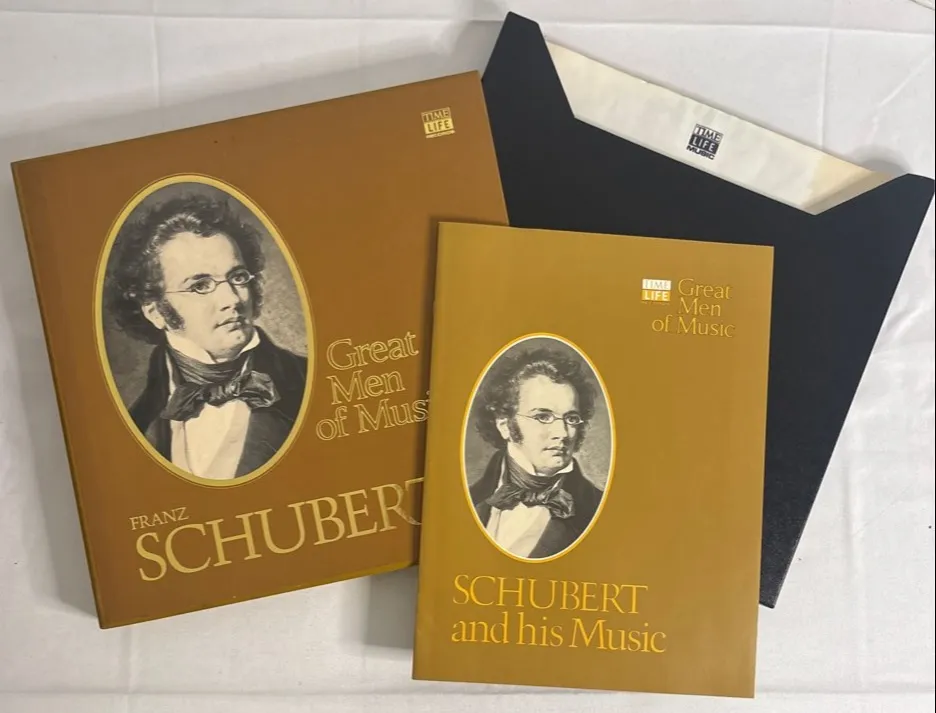 TIME
LIFE
Great
Men
of Musi
FRANZ
SCHUBERT
TIME
LIFE
MUSIC
TIME
LIFE
Great
Men
of Music
SCHUBERT
and his Music